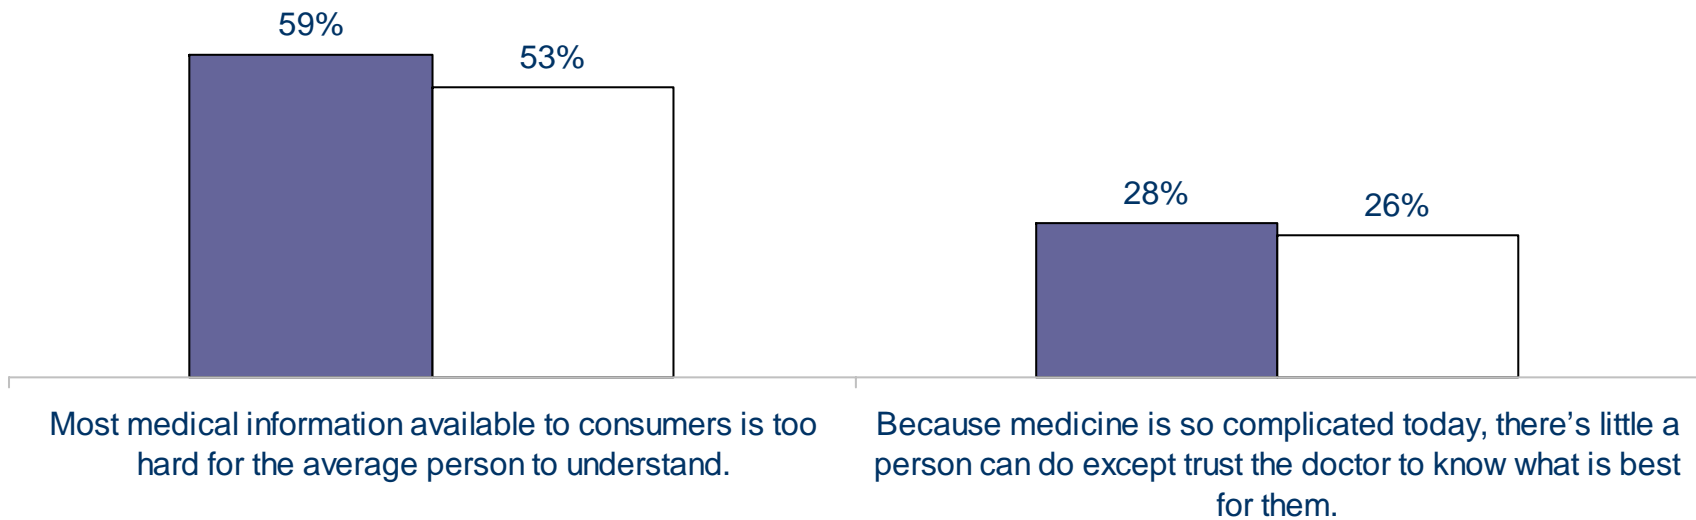 59%
53%
28%
26%
Most medical information available to consumers is too
hard for the average person to understand.
Because medicine is so complicated today, there’s little a
person can do except trust the doctor to know what is best
for them.